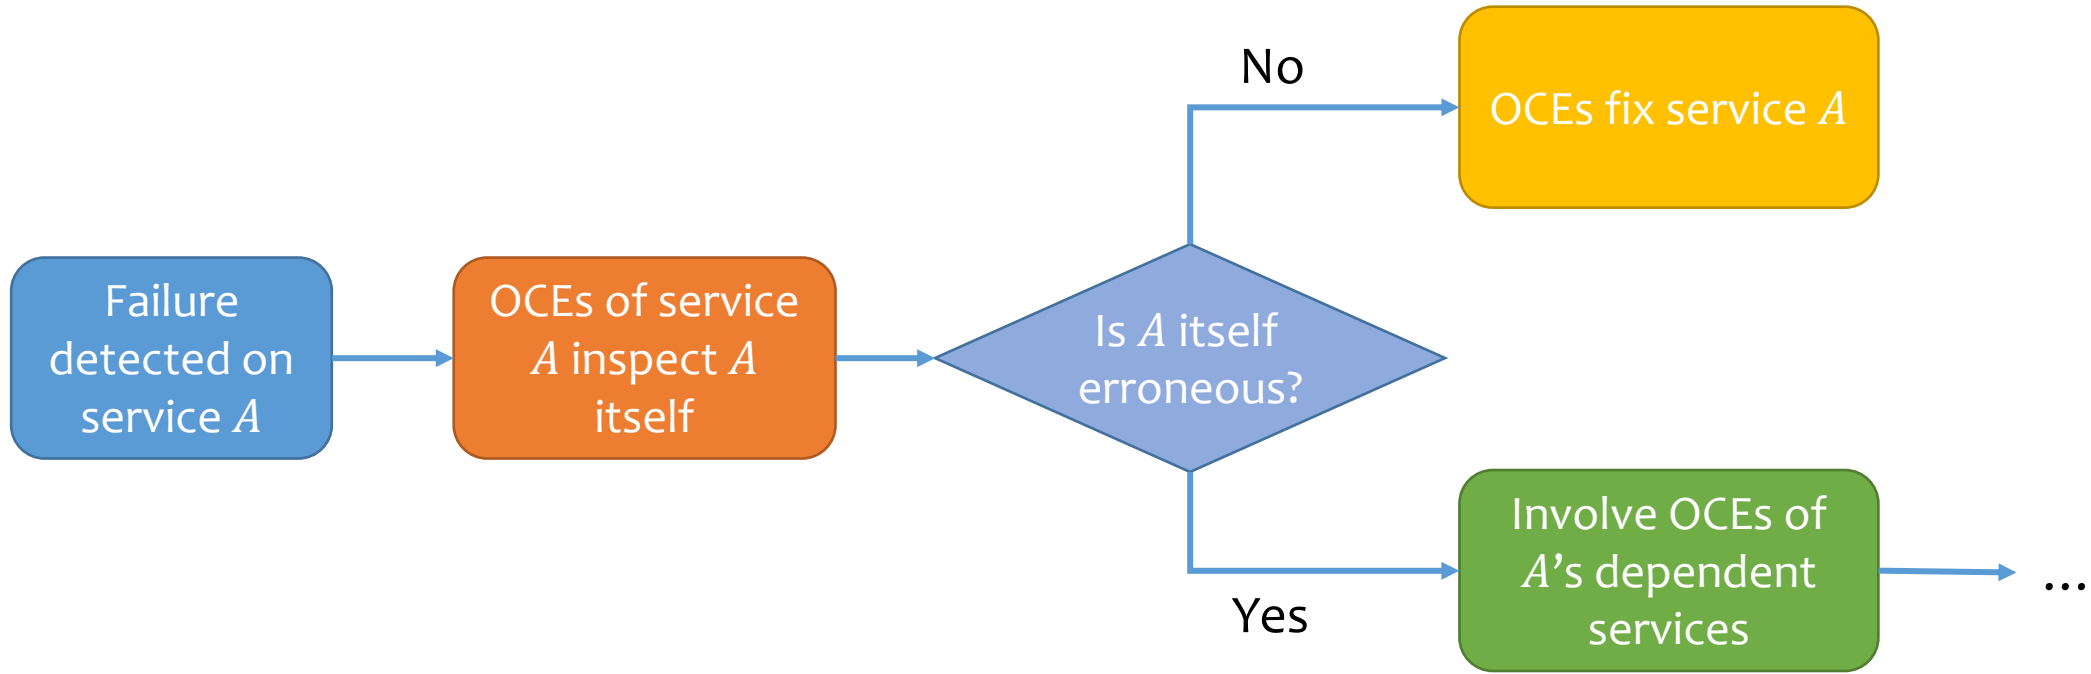 Failure
detected on
service A
OCEs of service
A inspect A
itself
Is A itself
erroneous?
No
OCEs fix service A
Yes
Involve OCEs of
A’s dependent
services
...